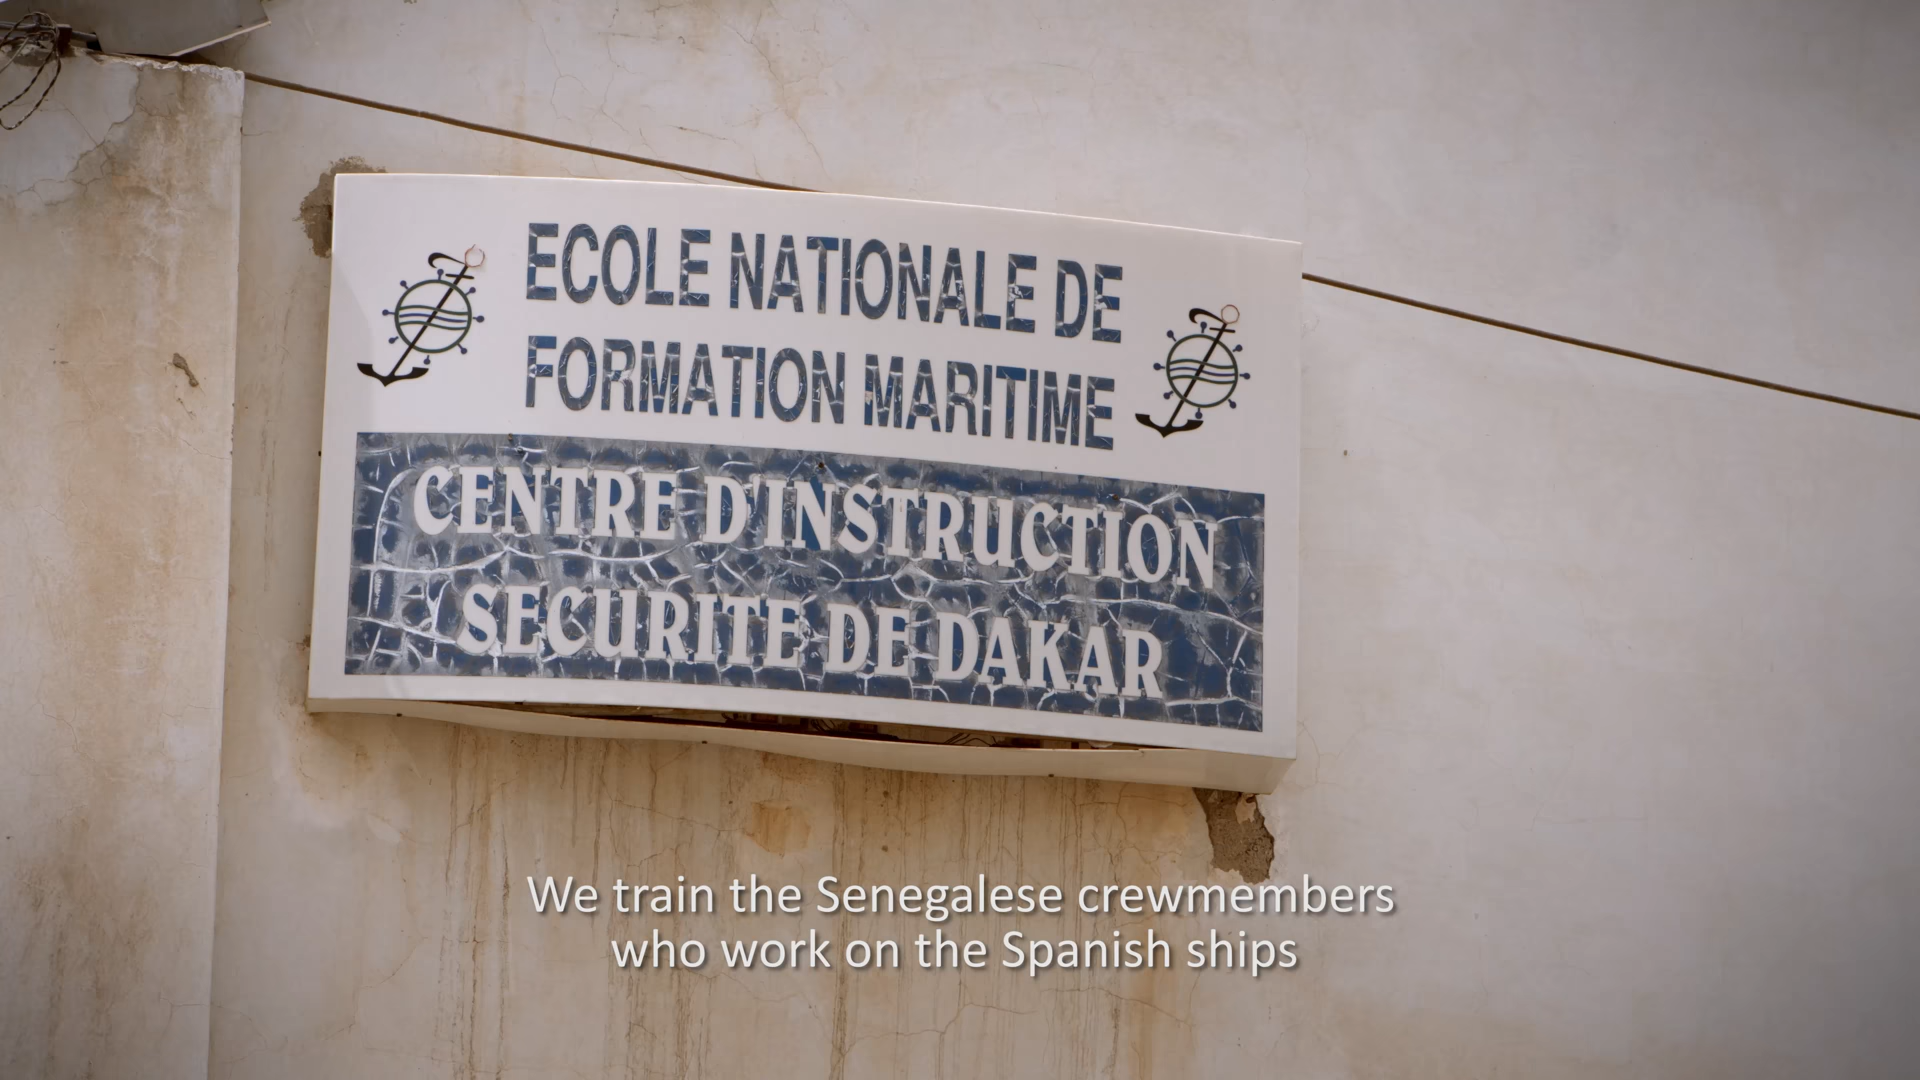 ECOLE NATIONALE DE
FORMATION MARITIME
CENTRE D'INSTRUCTION
SECURITE DE DAKAR
We train the Senegalese crewmembers
who work on the Spanish ships